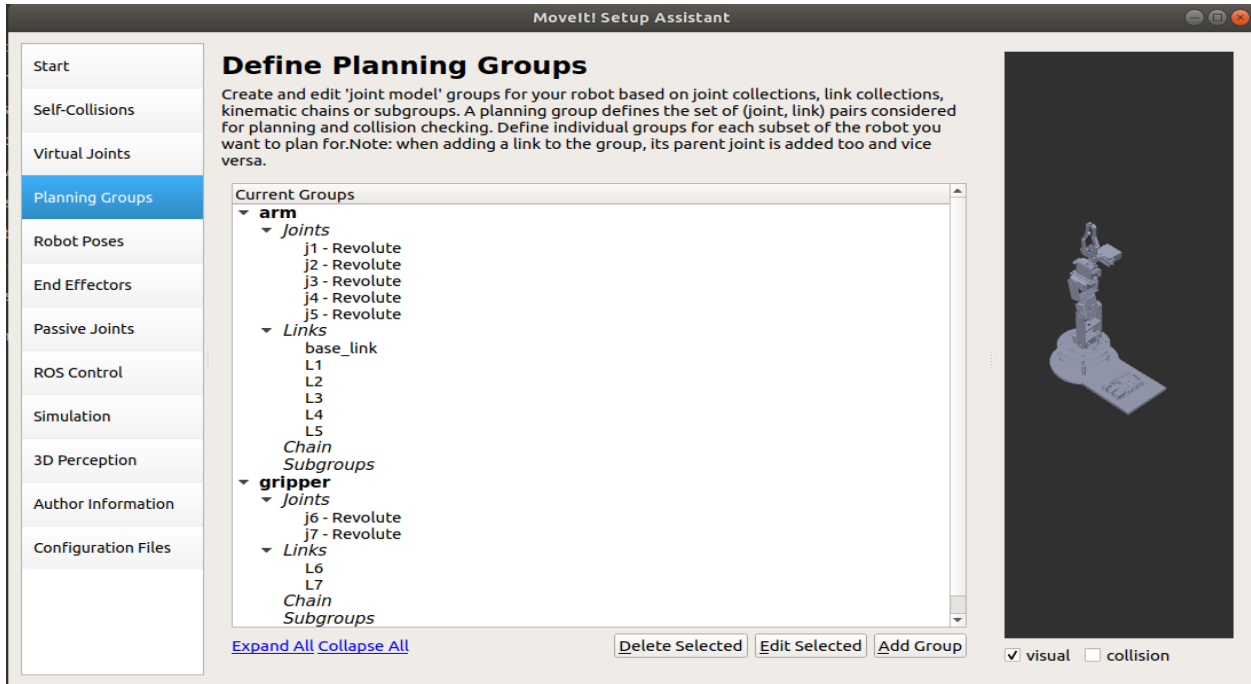 MoveIt! Setup Assistant
Start
Self-Collisions
Virtual Joints
Planning Groups
Robot Poses
End Effectors
Passive Joints
ROS Control
Simulation
3D Perception
Author Information
Configuration Files
Define Planning Groups
Create and edit 'joint model' groups for your robot based on joint collections, link collections,
kinematic chains or subgroups. A planning group defines the set of (joint, link) pairs considered
for planning and collision checking. Define individual groups for each subset of the robot you
want to plan for.Note: when adding a link to the group, its parent joint is added too and vice
versa.
Current Groups
arm
Joints
j1 - Revolute
j2 - Revolute
j3 - Revolute
j4 - Revolute
j5 - Revolute
Links
base_link
L1
L2
L3
L4
L5
Chain
Subgroups
gripper
Joints
j6 - Revolute
j7 - Revolute
Links
L6
L7
Chain
Subgroups
Expand All Collapse All
Delete Selected
Edit Selected
Add Group
visual
collision